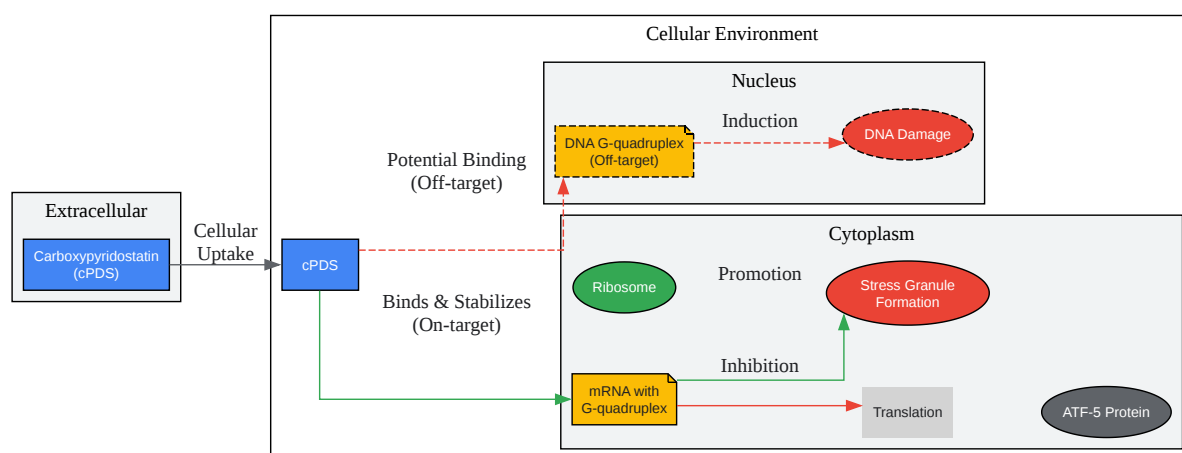 Cellular Environment
Nucleus
Induction
DNA G-quadruplex
(Off-target)
DNA Damage
Potential Binding
(Off-target)
Extracellular
Carboxypyridostatin
(cPDS)
Cellular
Uptake
cPDS
Cytoplasm
Binds & Stabilizes
(On-target)
Ribosome
Promotion
Stress Granule
Formation
Inhibition
mRNA with
G-quadruplex
Translation
ATF-5 Protein